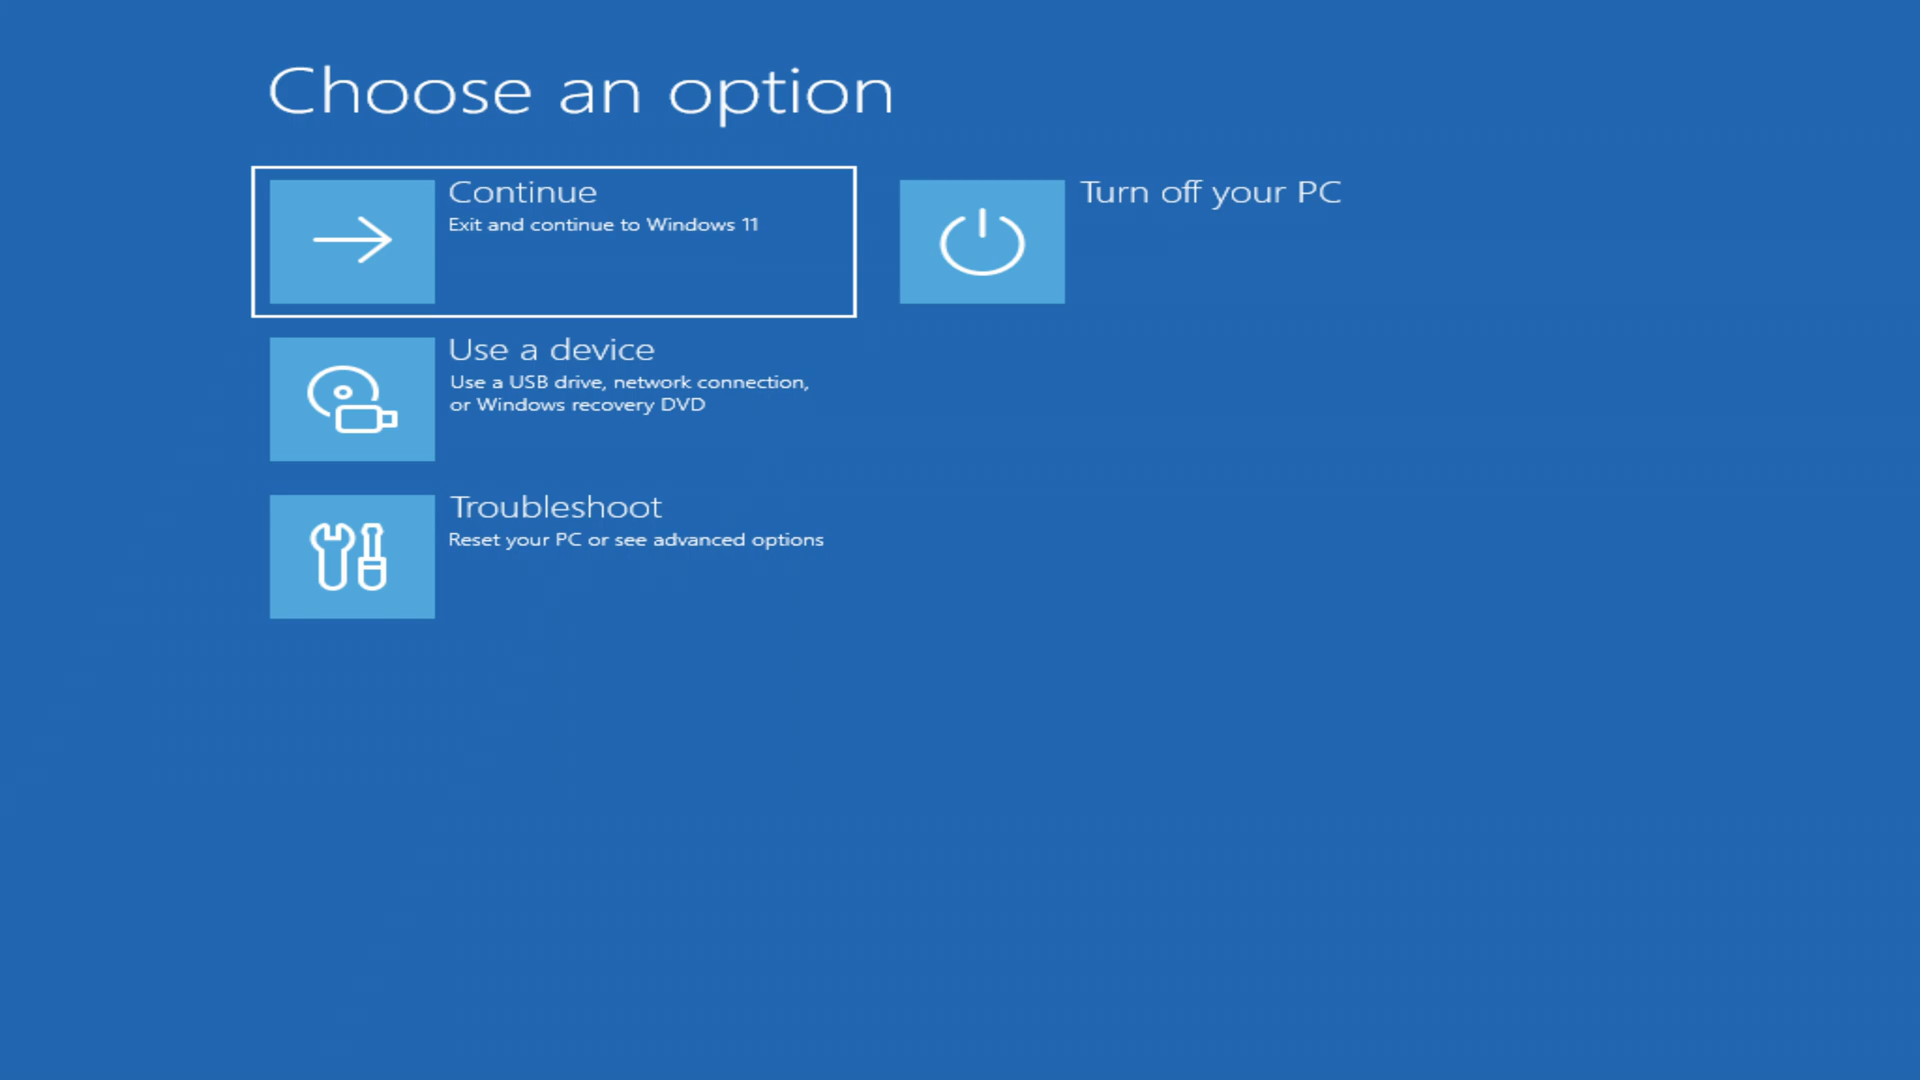 Choose an option
Continue
Exit and continue to Windows 11
Turn off your PC
Use a device
Use a USB drive, network connection,
or Windows recovery DVD
Troubleshoot
Reset your PC or see advanced options